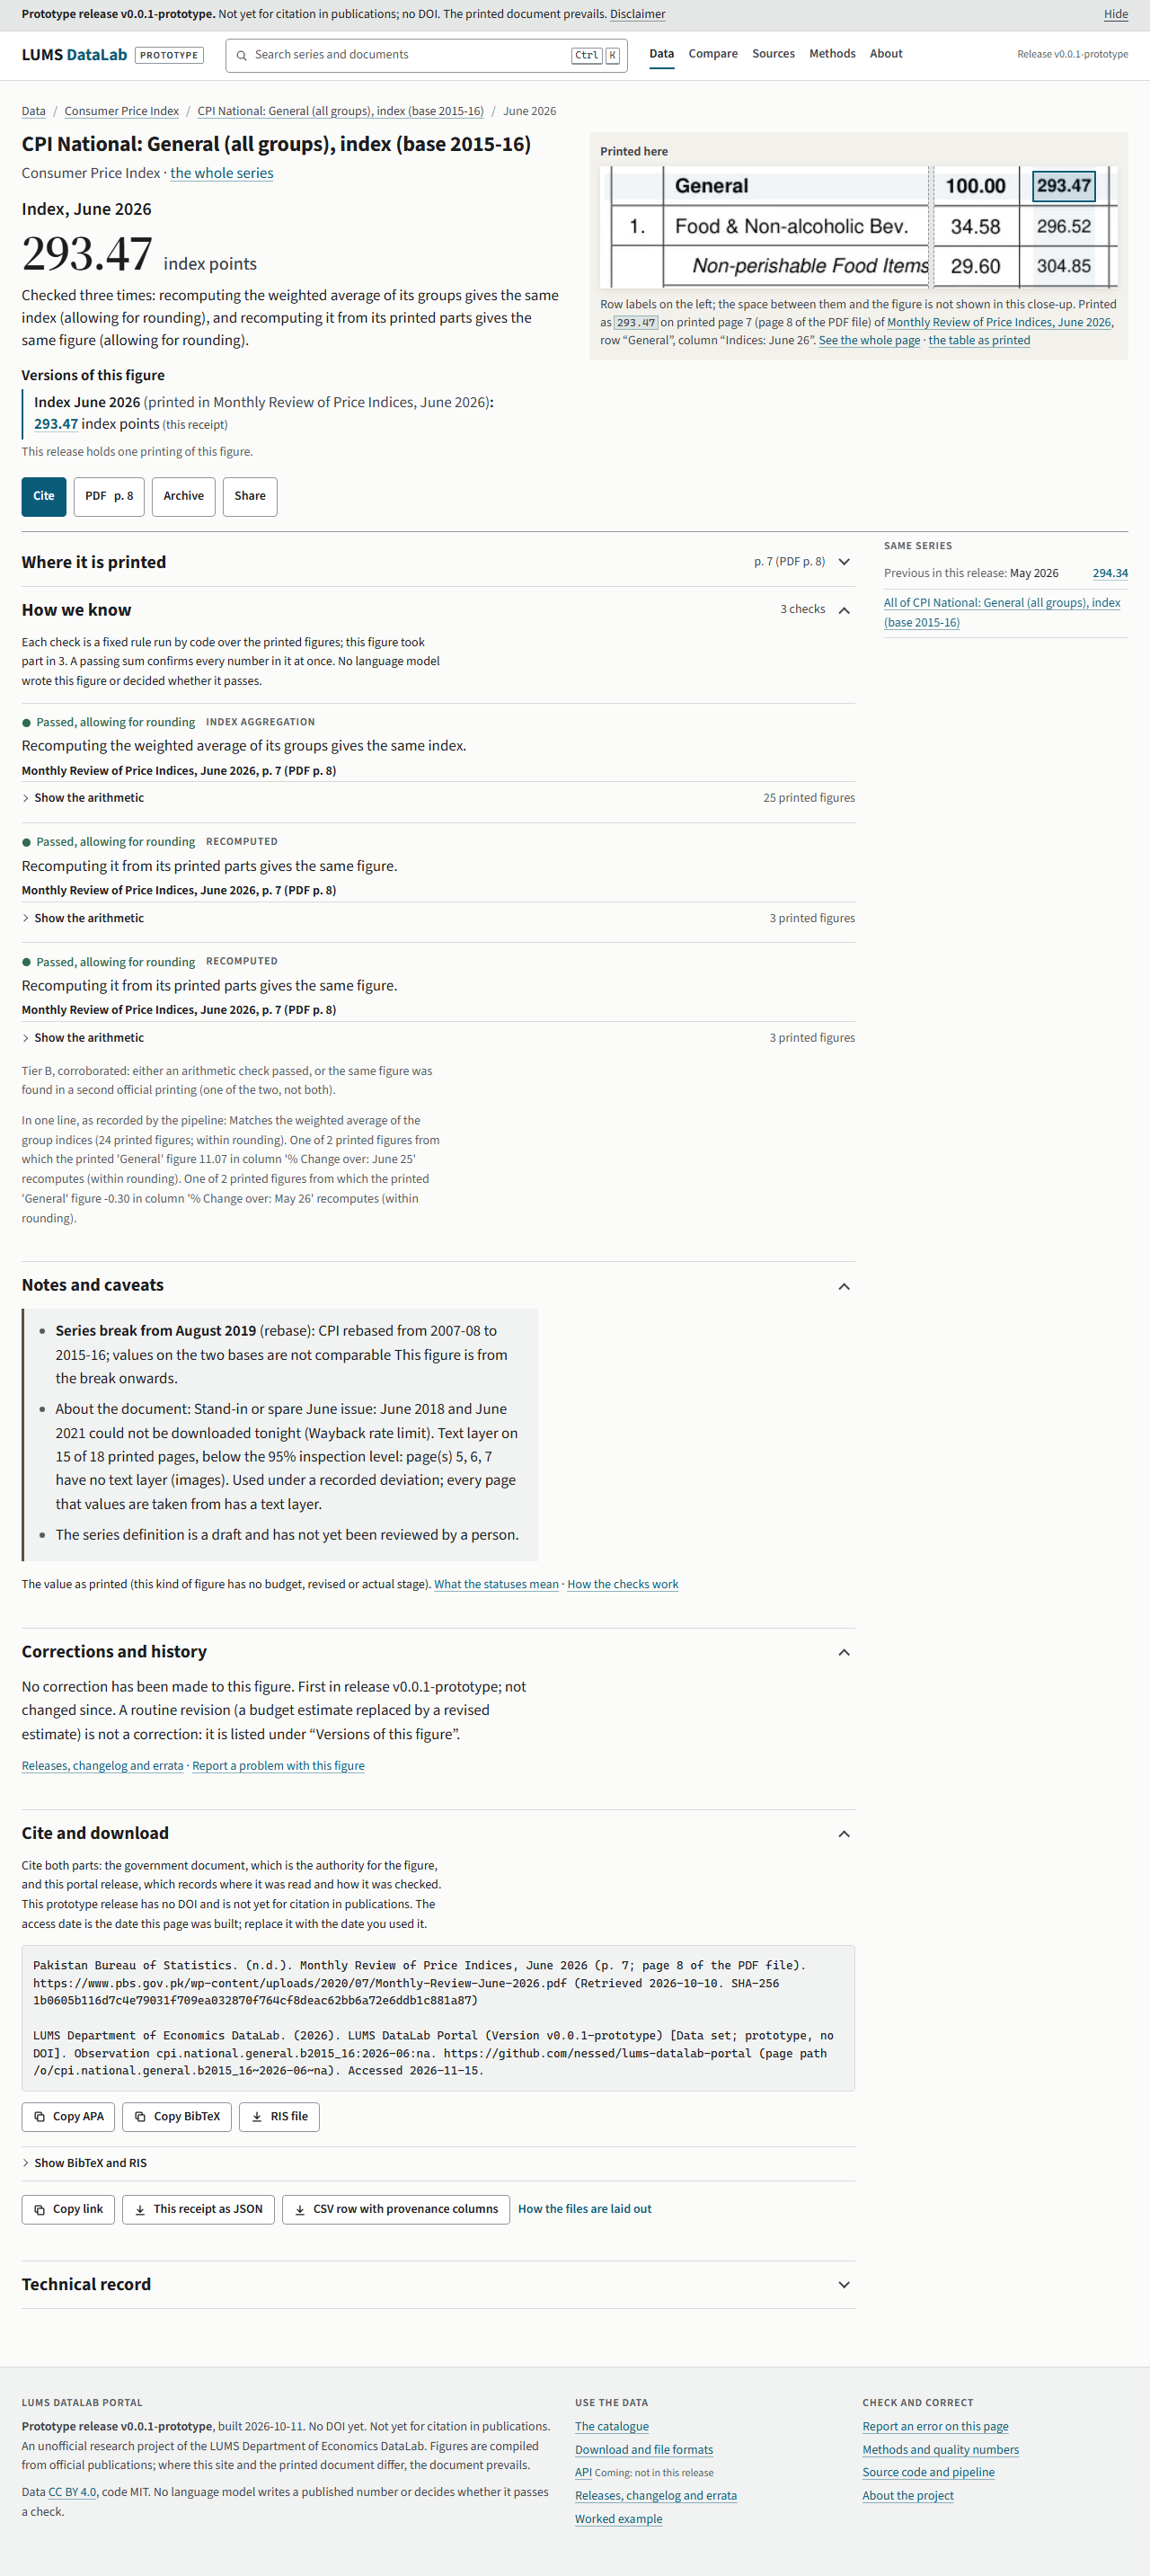 Prototype release v0.0.1-prototype. Not yet for citation in publications; no DOI. The printed document prevails. Disclaimer
Hide
LUMS DataLab PROTOTYPE
Search series and documents Ctrl K
Data Compare Sources Methods About
Release v0.0.1-prototype
Data / Consumer Price Index / CPI National: General (all groups), index (base 2015-16) / June 2026
CPI National: General (all groups), index (base 2015-16)
Consumer Price Index · the whole series
Index, June 2026
293.47 index points
Checked three times: recomputing the weighted average of its groups gives the same
index (allowing for rounding), and recomputing it from its printed parts gives the
same figure (allowing for rounding).
Versions of this figure
Index June 2026 (printed in Monthly Review of Price Indices, June 2026):
293.47 index points (this receipt)
This release holds one printing of this figure.
Cite
PDF p. 8
Archive
Share
Printed here
General 100.00 293.47
1. Food & Non-alcoholic Bev. 34.58 296.52
Non-perishable Food Items 29.60 304.85
Row labels on the left; the space between them and the figure is not shown in this close-up. Printed
as 293.47 on printed page 7 (page 8 of the PDF file) of Monthly Review of Price Indices, June 2026,
row “General”, column “Indices: June 26”. See the whole page · the table as printed
Where it is printed
p. 7 (PDF p. 8)
How we know
3 checks
Each check is a fixed rule run by code over the printed figures; this figure took
part in 3. A passing sum confirms every number in it at once. No language model
wrote this figure or decided whether it passes.
Passed, allowing for rounding INDEX AGGREGATION
Recomputing the weighted average of its groups gives the same index.
Monthly Review of Price Indices, June 2026, p. 7 (PDF p. 8)
Show the arithmetic 25 printed figures
Passed, allowing for rounding RECOMPUTED
Recomputing it from its printed parts gives the same figure.
Monthly Review of Price Indices, June 2026, p. 7 (PDF p. 8)
Show the arithmetic 3 printed figures
Passed, allowing for rounding RECOMPUTED
Recomputing it from its printed parts gives the same figure.
Monthly Review of Price Indices, June 2026, p. 7 (PDF p. 8)
Show the arithmetic 3 printed figures
Tier B, corroborated: either an arithmetic check passed, or the same figure was
found in a second official printing (one of the two, not both).
In one line, as recorded by the pipeline: Matches the weighted average of the
group indices (24 printed figures; within rounding). One of 2 printed figures from
which the printed 'General' figure 11.07 in column '% Change over: June 25'
recomputes (within rounding). One of 2 printed figures from which the printed
'General' figure -0.30 in column '% Change over: May 26' recomputes (within
rounding).
SAME SERIES
Previous in this release: May 2026 294.34
All of CPI National: General (all groups), index
(base 2015-16)
Notes and caveats
Series break from August 2019 (rebase): CPI rebased from 2007-08 to
2015-16; values on the two bases are not comparable This figure is from
the break onwards.
About the document: Stand-in or spare June issue: June 2018 and June
2021 could not be downloaded tonight (Wayback rate limit). Text layer on
15 of 18 printed pages, below the 95% inspection level: page(s) 5, 6, 7
have no text layer (images). Used under a recorded deviation; every page
that values are taken from has a text layer.
The series definition is a draft and has not yet been reviewed by a person.
The value as printed (this kind of figure has no budget, revised or actual stage). What the statuses mean · How the checks work
Corrections and history
No correction has been made to this figure. First in release v0.0.1-prototype; not
changed since. A routine revision (a budget estimate replaced by a revised
estimate) is not a correction: it is listed under “Versions of this figure”.
Releases, changelog and errata · Report a problem with this figure
Cite and download
Cite both parts: the government document, which is the authority for the figure,
and this portal release, which records where it was read and how it was checked.
This prototype release has no DOI and is not yet for citation in publications. The
access date is the date this page was built; replace it with the date you used it.
Pakistan Bureau of Statistics. (n.d.). Monthly Review of Price Indices, June 2026 (p. 7; page 8 of the PDF file).
https://www.pbs.gov.pk/wp-content/uploads/2020/07/Monthly-Review-June-2026.pdf (Retrieved 2026-10-10. SHA-256
1b0605b116d7c4e79031f709ea032870f764cf8deac62bb6a72e6ddb1c881a87)
LUMS Department of Economics DataLab. (2026). LUMS DataLab Portal (Version v0.0.1-prototype) [Data set; prototype, no
DOI]. Observation cpi.national.general.b2015_16:2026-06:na. https://github.com/nessed/lums-datalab-portal (page path
/o/cpi.national.general.b2015_16~2026-06~na). Accessed 2026-11-15.
Copy APA
Copy BibTeX
RIS file
Show BibTeX and RIS
Copy link
This receipt as JSON
CSV row with provenance columns
How the files are laid out
Technical record
LUMS DATALAB PORTAL
Prototype release v0.0.1-prototype, built 2026-10-11. No DOI yet. Not yet for citation in publications.
An unofficial research project of the LUMS Department of Economics DataLab. Figures are compiled
from official publications; where this site and the printed document differ, the document prevails.
Data CC BY 4.0, code MIT. No language model writes a published number or decides whether it passes
a check.
USE THE DATA
The catalogue
Download and file formats
API Coming: not in this release
Releases, changelog and errata
Worked example
CHECK AND CORRECT
Report an error on this page
Methods and quality numbers
Source code and pipeline
About the project